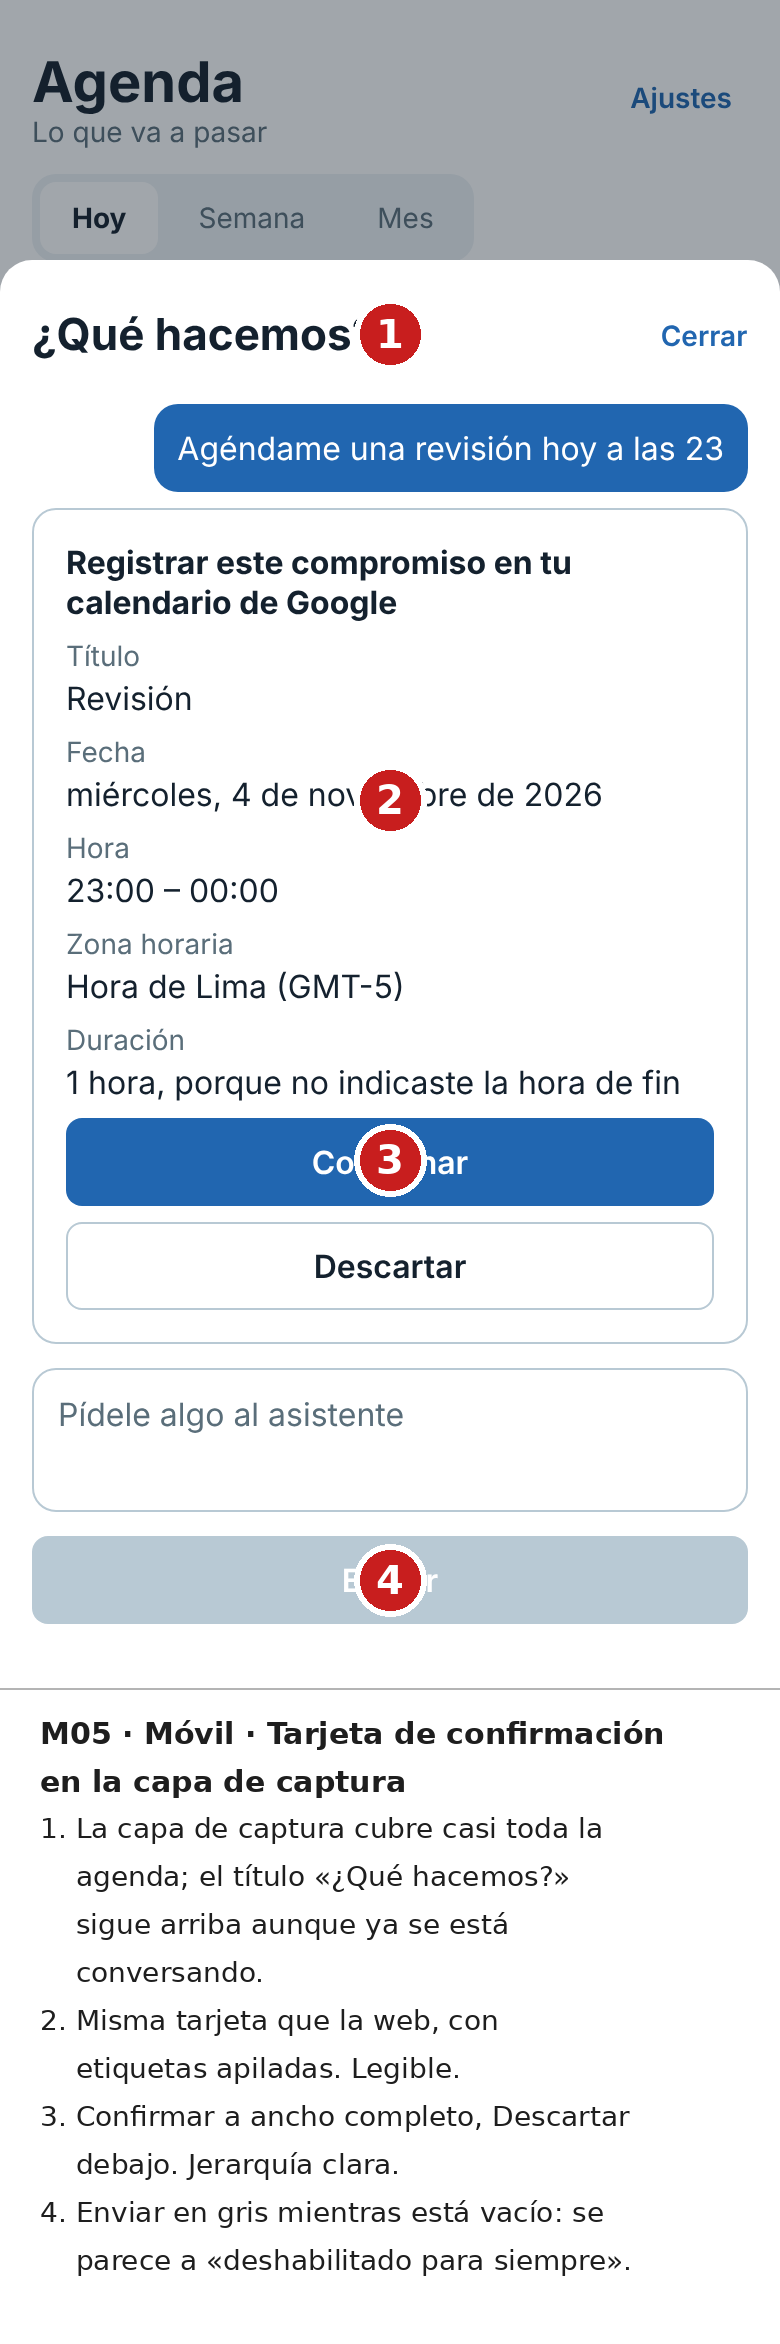 Agenda
Ajustes
Lo que va a pasar
Hoy
Semana
Mes
¿Qué hacemos
1
Cerrar
Agéndame una revisión hoy a las 23
Registrar este compromiso en tu
calendario de Google
Título
Revisión
Fecha
miércoles, 4 de 2 de 2026
Hora
23:00 – 00:00
Zona horaria
Hora de Lima (GMT-5)
Duración
1 hora, porque no indicaste la hora de fin
3
Descartar
Pídele algo al asistente
4
M05 · Móvil · Tarjeta de confirmación
en la capa de captura
1. La capa de captura cubre casi toda la
agenda; el título «¿Qué hacemos?»
sigue arriba aunque ya se está
conversando.
2. Misma tarjeta que la web, con
etiquetas apiladas. Legible.
3. Confirmar a ancho completo, Descartar
debajo. Jerarquía clara.
4. Enviar en gris mientras está vacío: se
parece a «deshabilitado para siempre».